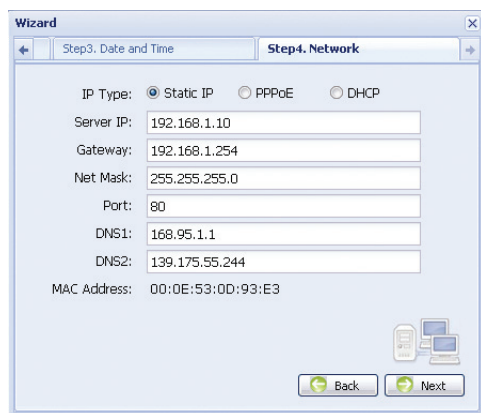 Wizard
Step3. Date and Time Step4. Network
IP Type: Static IP PPPoE DHCP
Server IP: 192.168.1.10
Gateway: 192.168.1.254
Net Mask: 255.255.255.0
Port: 80
DNS1: 168.95.1.1
DNS2: 139.175.55.244
MAC Address: 00:0E:53:0D:93:E3
Back Next